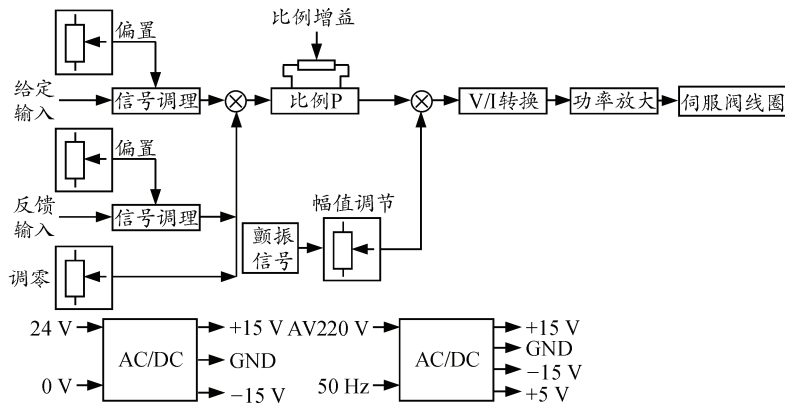 比例增益
偏置
给定
输入
信号调理
比例P
V/I转换
功率放大
伺服阀线圈
偏置
反馈
输入
信号调理
幅值调节
颤振
信号
调零
24 V
0 V
AC/DC
+15 V
GND
−15 V
AV220 V
50 Hz
AC/DC
+15 V
GND
−15 V
+5 V